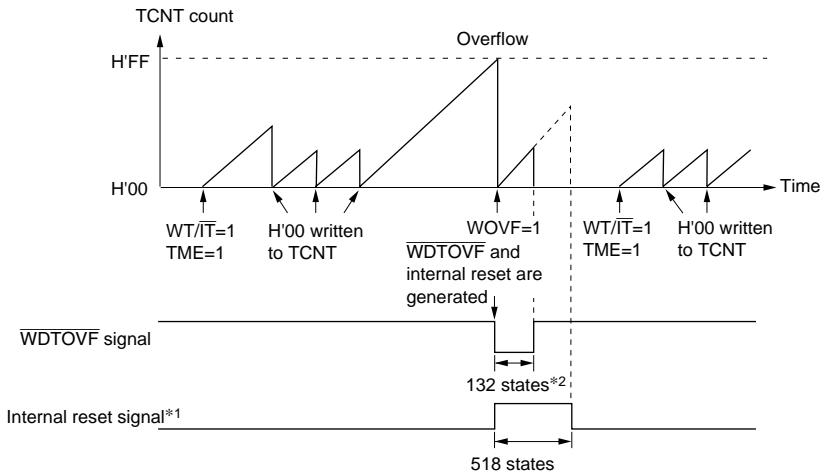 TCNT count
Overflow
H'FF
H'00
Time
WT/IT=1
TME=1
H'00 written
to TCNT
WOVF=1
WDTOVF and
internal reset are
generated
WT/IT=1
TME=1
H'00 written
to TCNT
WDTOVF signal
132 states*2
Internal reset signal*1
518 states